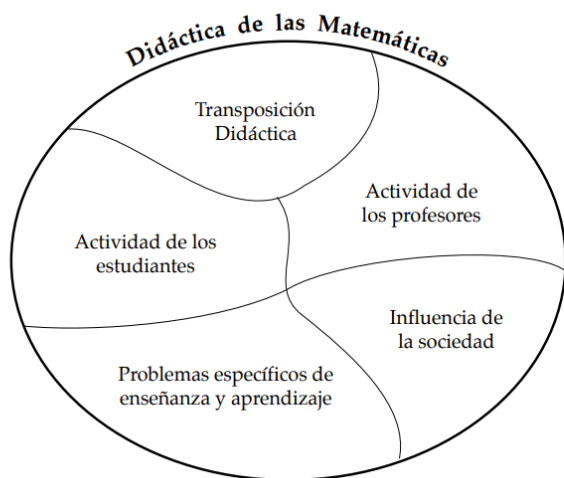 Didáctica de las Matemáticas
Transposición
Didáctica
Actividad de
los profesores
Actividad de los
estudiantes
Influencia de
la sociedad
Problemas específicos de
enseñanza y aprendizaje